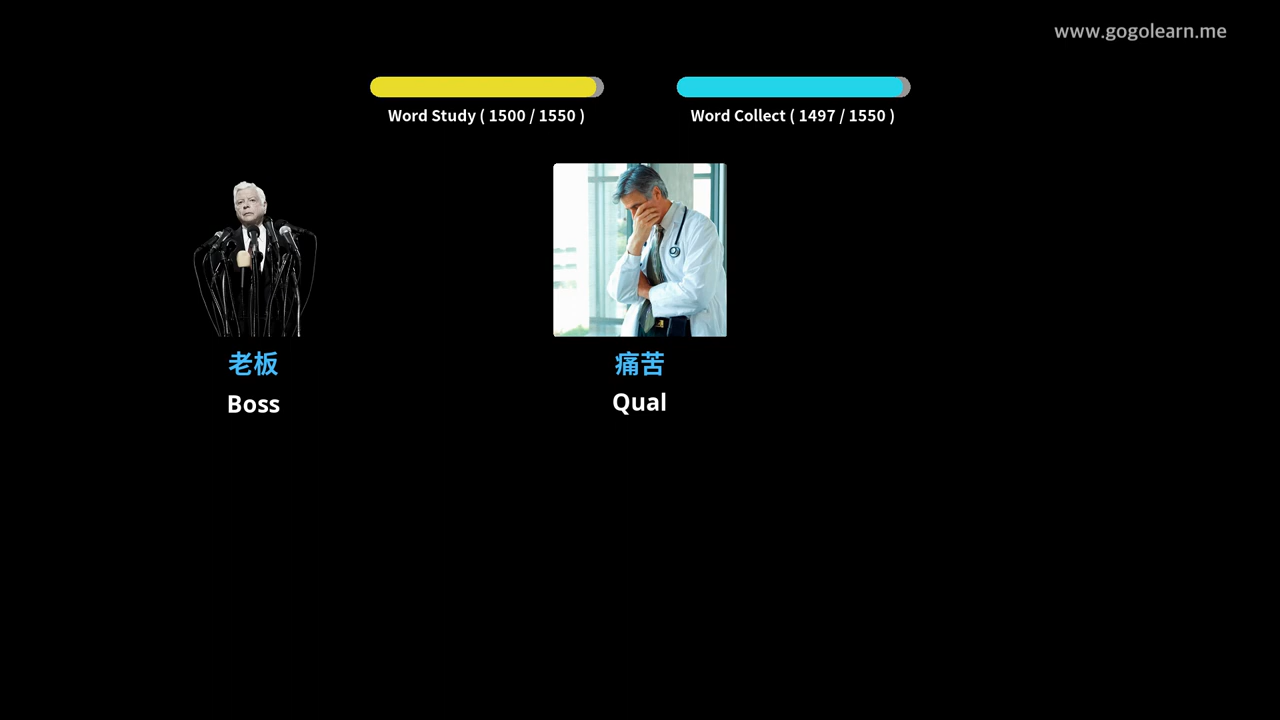 www.gogolearn.me
Word Study ( 1500 / 1550 )
Word Collect ( 1497 / 1550 )
老板
Boss
痛苦
Qual